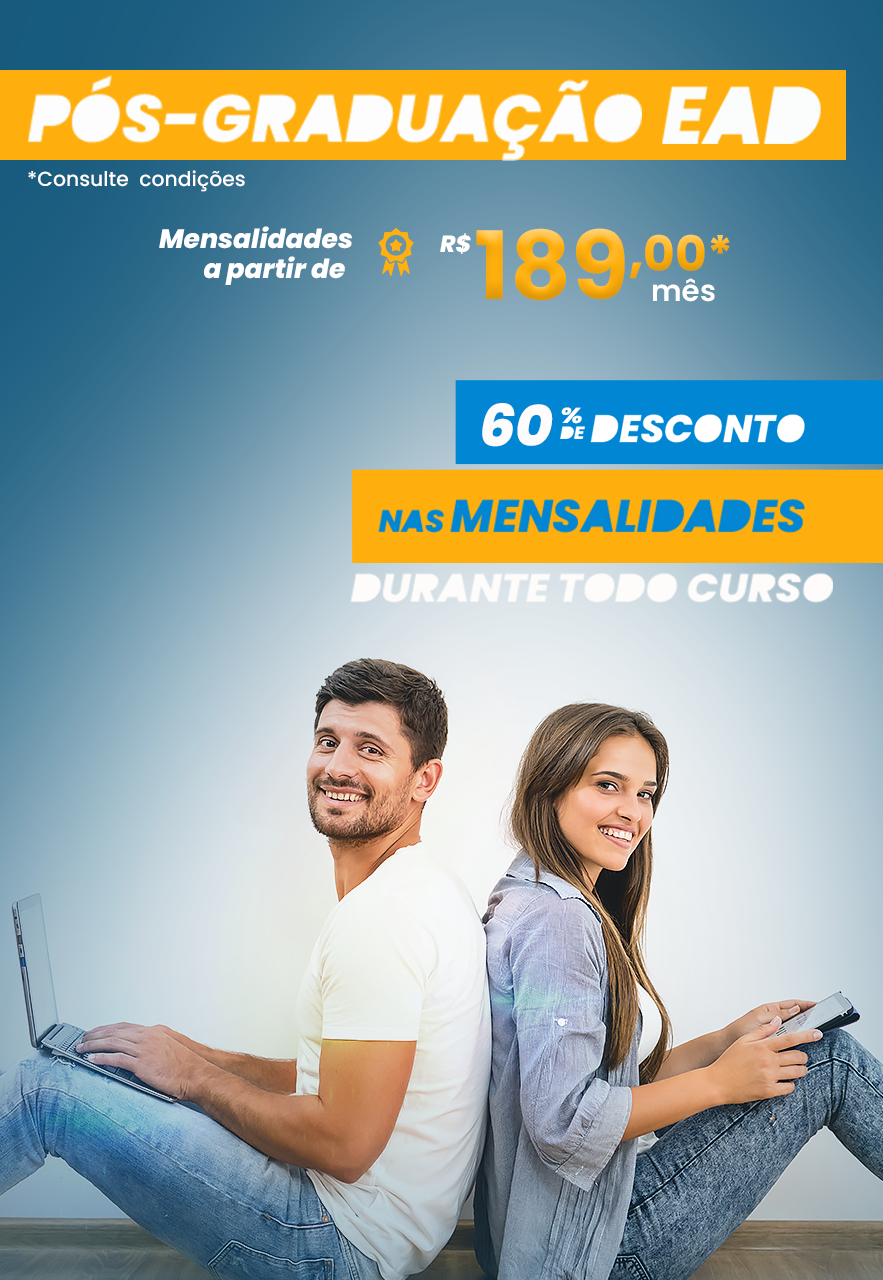 PÓS-GRADUAÇÃO EAD
*Consulte condições
Mensalidades
a partir de
R$ 189,00*
mês
60% DE DESCONTO
NAS MENSALIDADES
DURANTE TODO CURSO